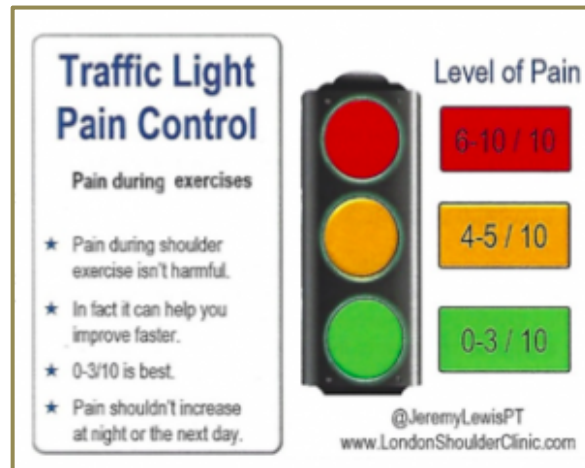 Traffic Light
Pain Control
Pain during exercises
★ Pain during shoulder
exercise isn't harmful.
★ In fact it can help you
improve faster.
★ 0-3/10 is best.
★ Pain shouldn't increase
at night or the next day.
Level of Pain
6-10 / 10
4-5 / 10
0-3 / 10
@JeremyLewisPT
www.LondonShoulderClinic.com